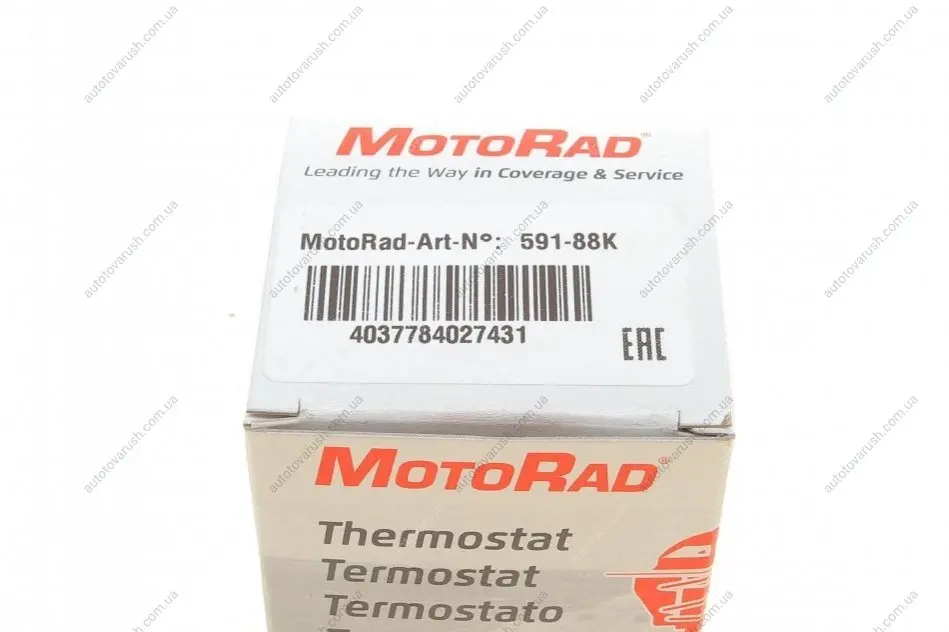 MOTORAD®
Leading the Way in Coverage & Service
MotoRad-Art-N°: 591-88K
4037784027431
EAC
MOTORAD®
Thermostat
Termostat
Termostato
autotovarush.com.ua